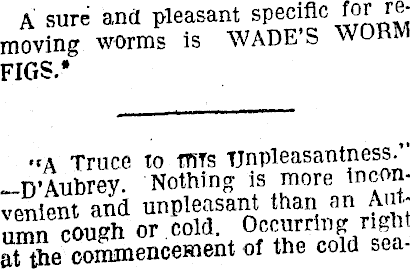 A sure and pleasant specific for re-
moving worms is WADE'S WORM
FIGS.*
"A Truce to this Unpleasantness."
—D'Aubrey. Nothing is more incon-
venient and unpleasant than an Aut-
umn cough or cold. Occurring right
at the commencement of the cold sea-